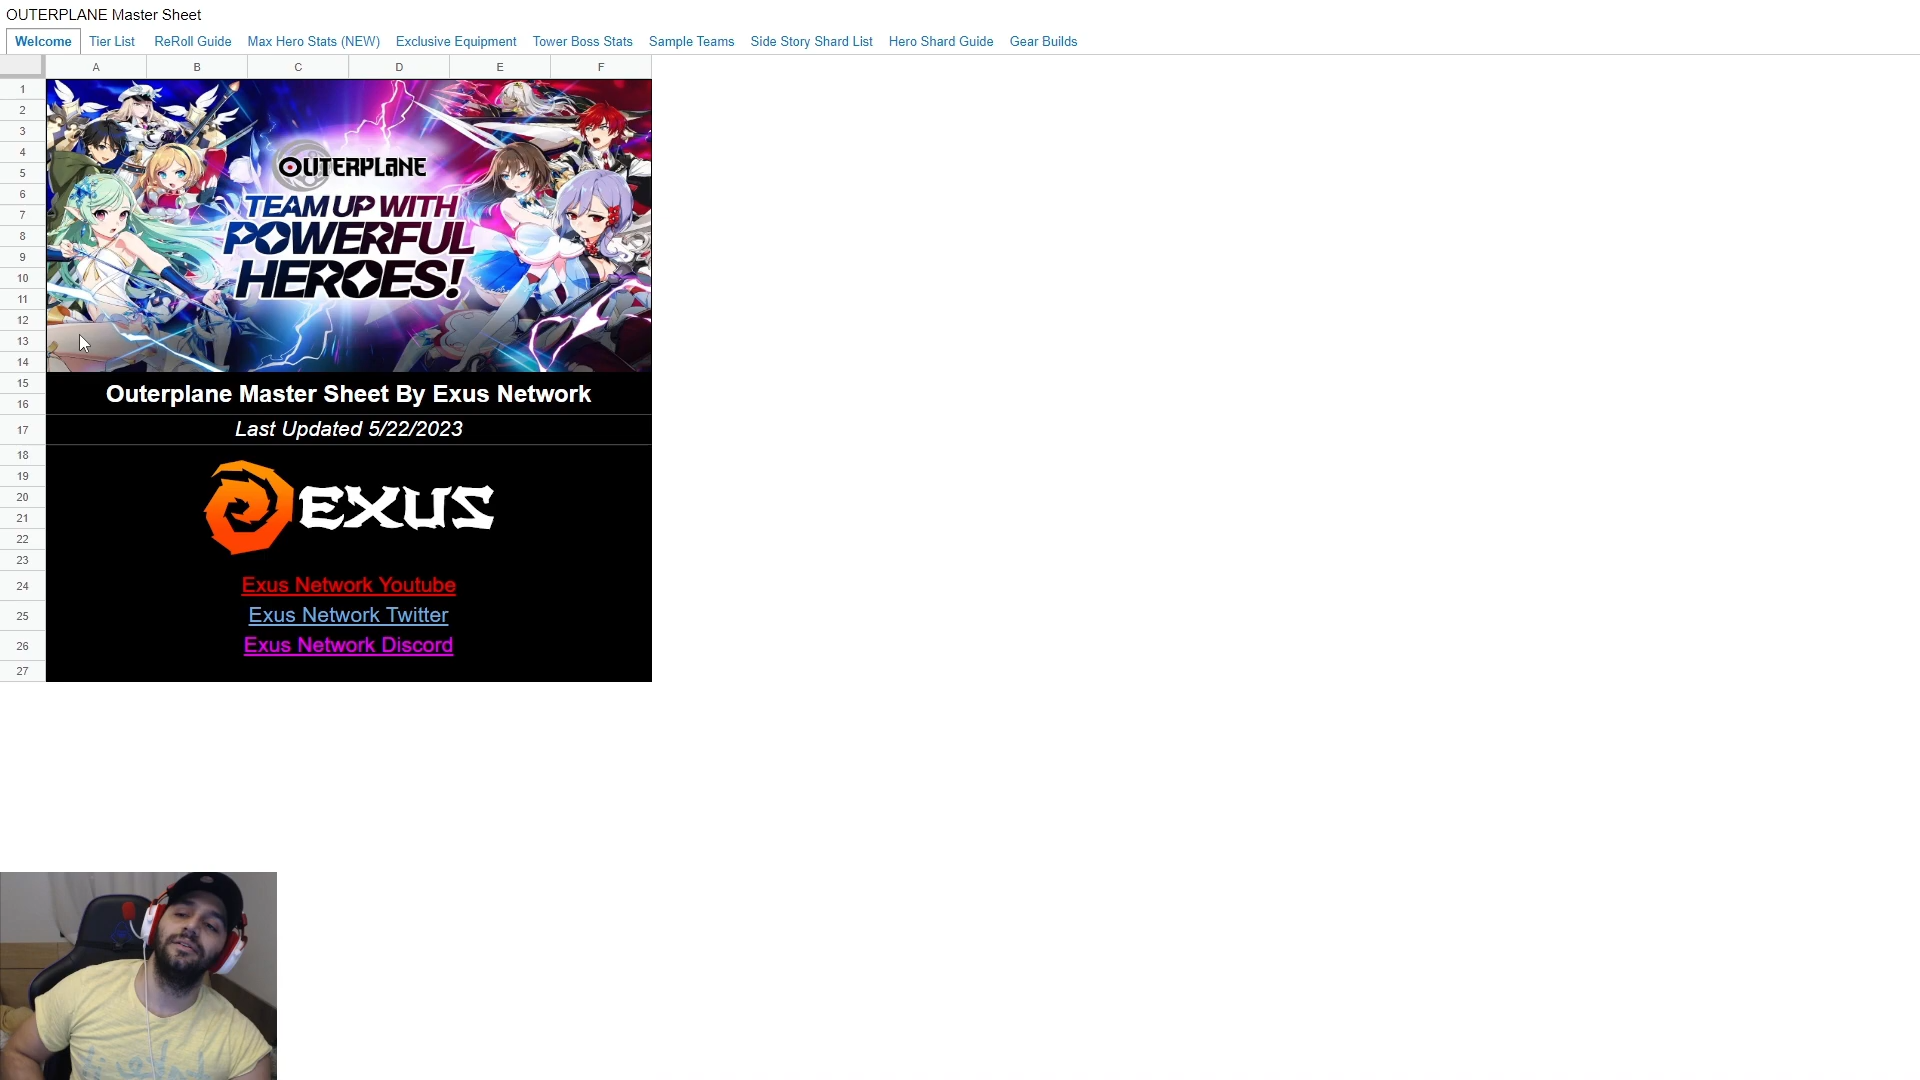 OUTERPLANE Master Sheet
Welcome Tier List ReRoll Guide Max Hero Stats (NEW) Exclusive Equipment Tower Boss Stats Sample Teams Side Story Shard List Hero Shard Guide Gear Builds
A B C D E F
1
2
3
4
5
6
7
8
9
10
11
12
13
14
15
16
17
18
19
20
21
22
23
24
25
26
27
OUTERPLANE
TEAM UP WITH
POWERFUL
HEROES!
Outerplane Master Sheet By Exus Network
Last Updated 5/22/2023
EXUS
Exus Network Youtube
Exus Network Twitter
Exus Network Discord